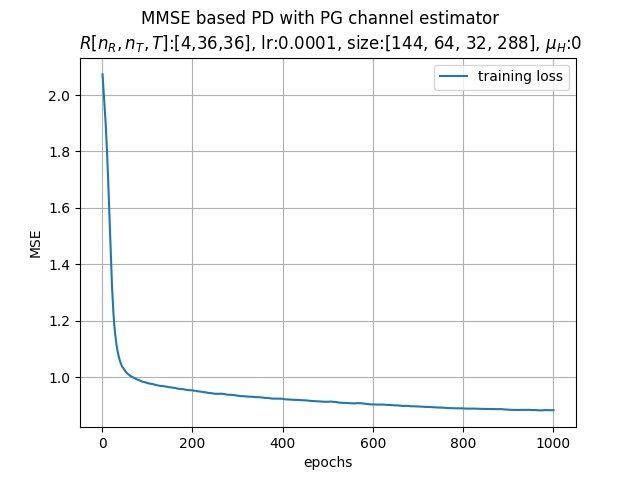 MMSE based PD with PG channel estimator
R[n_R, n_T, T]:[4,36,36], lr:0.0001, size:[144, 64, 32, 288], μ_H:0
training loss
2.0
1.8
1.6
1.4
1.2
1.0
MSE
0 200 400 600 800 1000
epochs